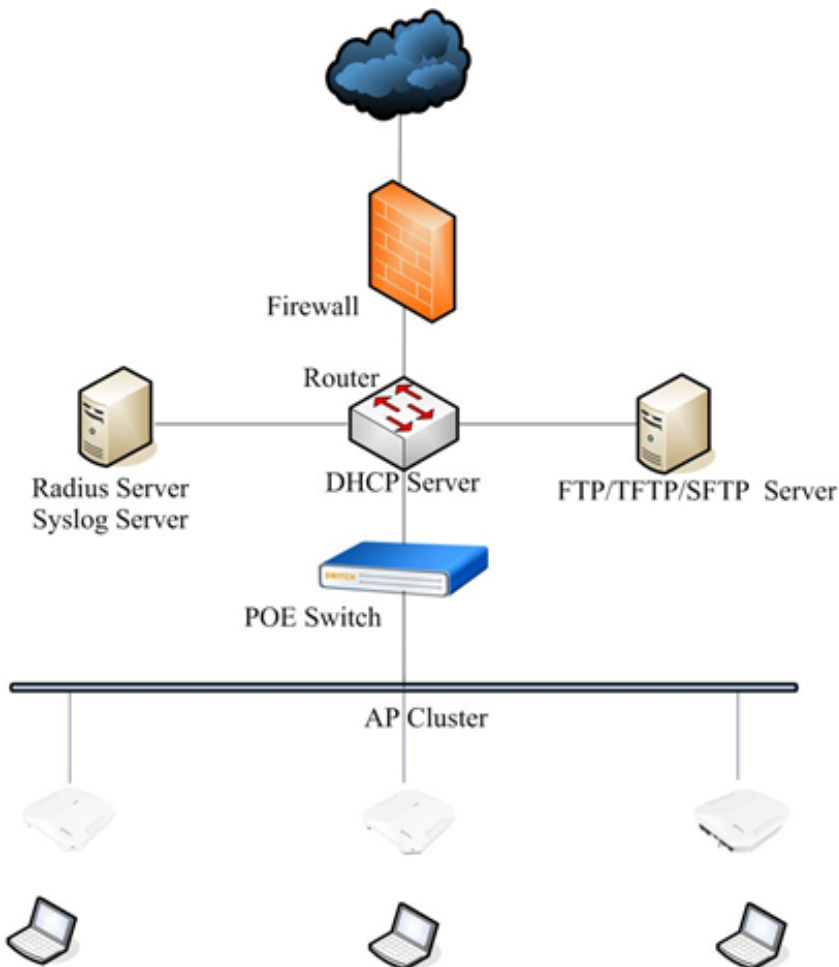 Firewall
Router
DHCP Server
Radius Server
Syslog Server
FTP/TFTP/SFTP Server
SWITCH
POE Switch
AP Cluster